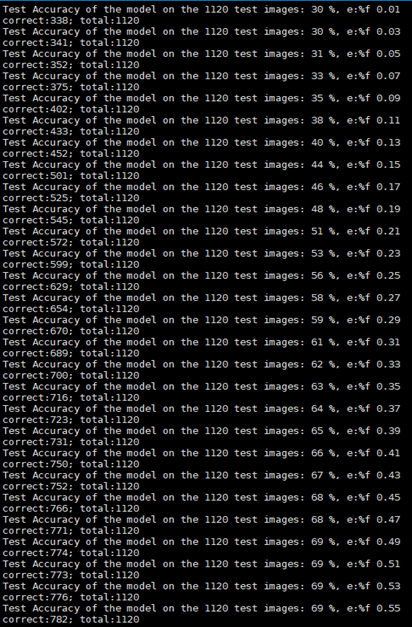 Test Accuracy of the model on the 1120 test images: 30 %, e:%f 0.01
correct:338; total:1120
Test Accuracy of the model on the 1120 test images: 30 %, e:%f 0.03
correct:341; total:1120
Test Accuracy of the model on the 1120 test images: 31 %, e:%f 0.05
correct:352; total:1120
Test Accuracy of the model on the 1120 test images: 33 %, e:%f 0.07
correct:375; total:1120
Test Accuracy of the model on the 1120 test images: 35 %, e:%f 0.09
correct:402; total:1120
Test Accuracy of the model on the 1120 test images: 38 %, e:%f 0.11
correct:433; total:1120
Test Accuracy of the model on the 1120 test images: 40 %, e:%f 0.13
correct:452; total:1120
Test Accuracy of the model on the 1120 test images: 44 %, e:%f 0.15
correct:501; total:1120
Test Accuracy of the model on the 1120 test images: 46 %, e:%f 0.17
correct:525; total:1120
Test Accuracy of the model on the 1120 test images: 48 %, e:%f 0.19
correct:545; total:1120
Test Accuracy of the model on the 1120 test images: 51 %, e:%f 0.21
correct:572; total:1120
Test Accuracy of the model on the 1120 test images: 53 %, e:%f 0.23
correct:599; total:1120
Test Accuracy of the model on the 1120 test images: 56 %, e:%f 0.25
correct:629; total:1120
Test Accuracy of the model on the 1120 test images: 58 %, e:%f 0.27
correct:654; total:1120
Test Accuracy of the model on the 1120 test images: 59 %, e:%f 0.29
correct:670; total:1120
Test Accuracy of the model on the 1120 test images: 61 %, e:%f 0.31
correct:689; total:1120
Test Accuracy of the model on the 1120 test images: 62 %, e:%f 0.33
correct:700; total:1120
Test Accuracy of the model on the 1120 test images: 63 %, e:%f 0.35
correct:716; total:1120
Test Accuracy of the model on the 1120 test images: 64 %, e:%f 0.37
correct:723; total:1120
Test Accuracy of the model on the 1120 test images: 65 %, e:%f 0.39
correct:731; total:1120
Test Accuracy of the model on the 1120 test images: 66 %, e:%f 0.41
correct:750; total:1120
Test Accuracy of the model on the 1120 test images: 67 %, e:%f 0.43
correct:752; total:1120
Test Accuracy of the model on the 1120 test images: 68 %, e:%f 0.45
correct:766; total:1120
Test Accuracy of the model on the 1120 test images: 68 %, e:%f 0.47
correct:771; total:1120
Test Accuracy of the model on the 1120 test images: 69 %, e:%f 0.49
correct:774; total:1120
Test Accuracy of the model on the 1120 test images: 69 %, e:%f 0.51
correct:773; total:1120
Test Accuracy of the model on the 1120 test images: 69 %, e:%f 0.53
correct:776; total:1120
Test Accuracy of the model on the 1120 test images: 69 %, e:%f 0.55
correct:782; total:1120